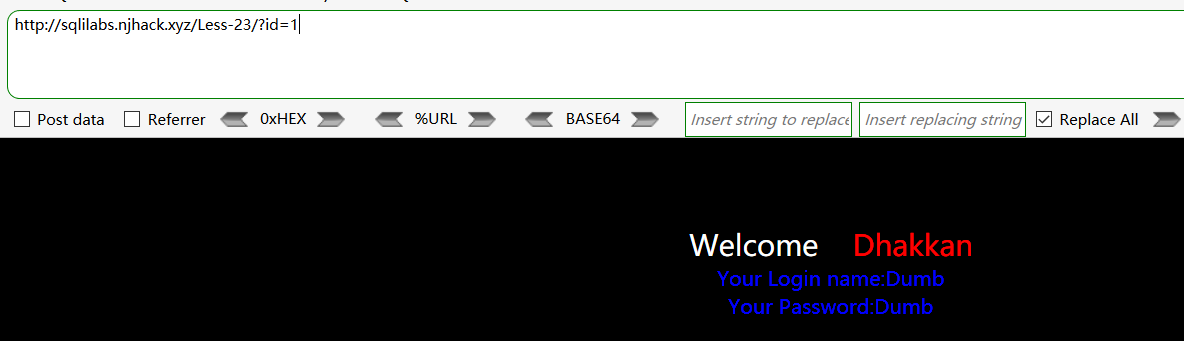 http://sqlilabs.njhack.xyz/Less-23/?id=1
Post data Referrer 0xHEX %URL BASE64 Insert string to replace Insert replacing string Replace All
Welcome Dhakkan
Your Login name:Dumb
Your Password:Dumb